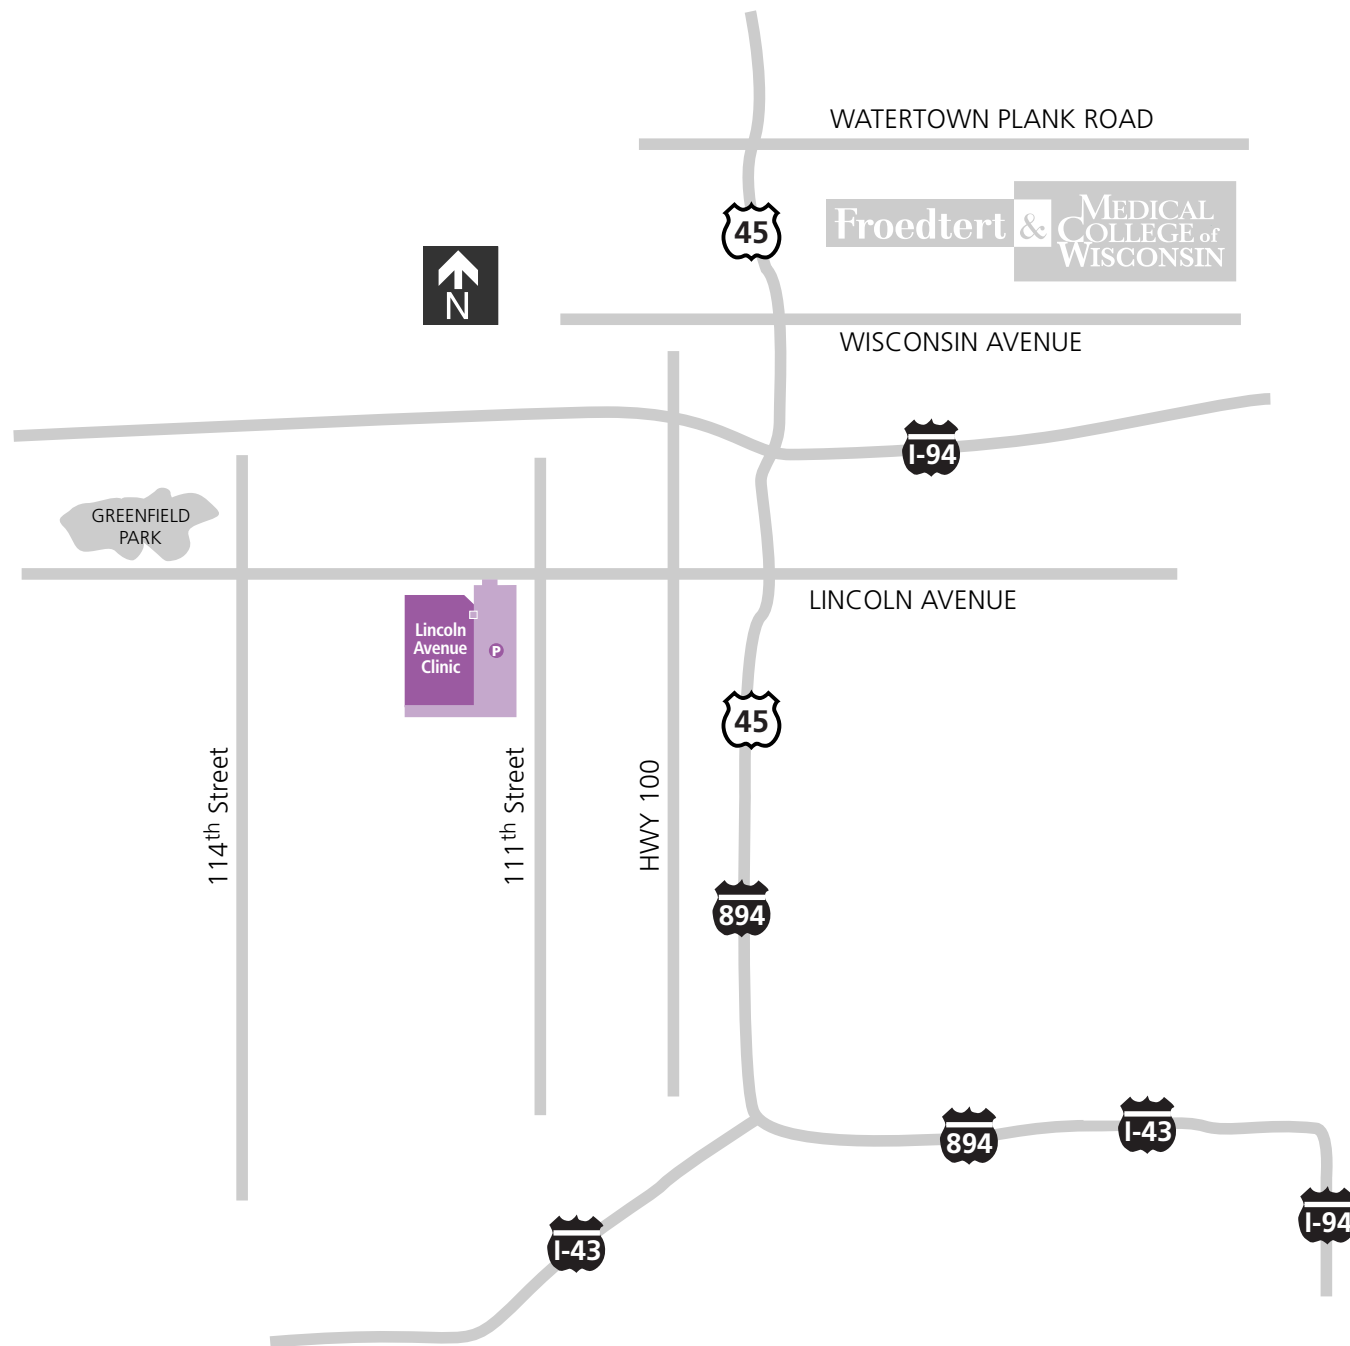 WATERTOWN PLANK ROAD
Froedtert & MEDICAL
COLLEGE of
WISCONSIN
45
N
WISCONSIN AVENUE
I-94
GREENFIELD
PARK
LINCOLN AVENUE
Lincoln
Avenue
Clinic
P
45
114th Street
111th Street
HWY 100
894
894
I-43
I-94
I-43